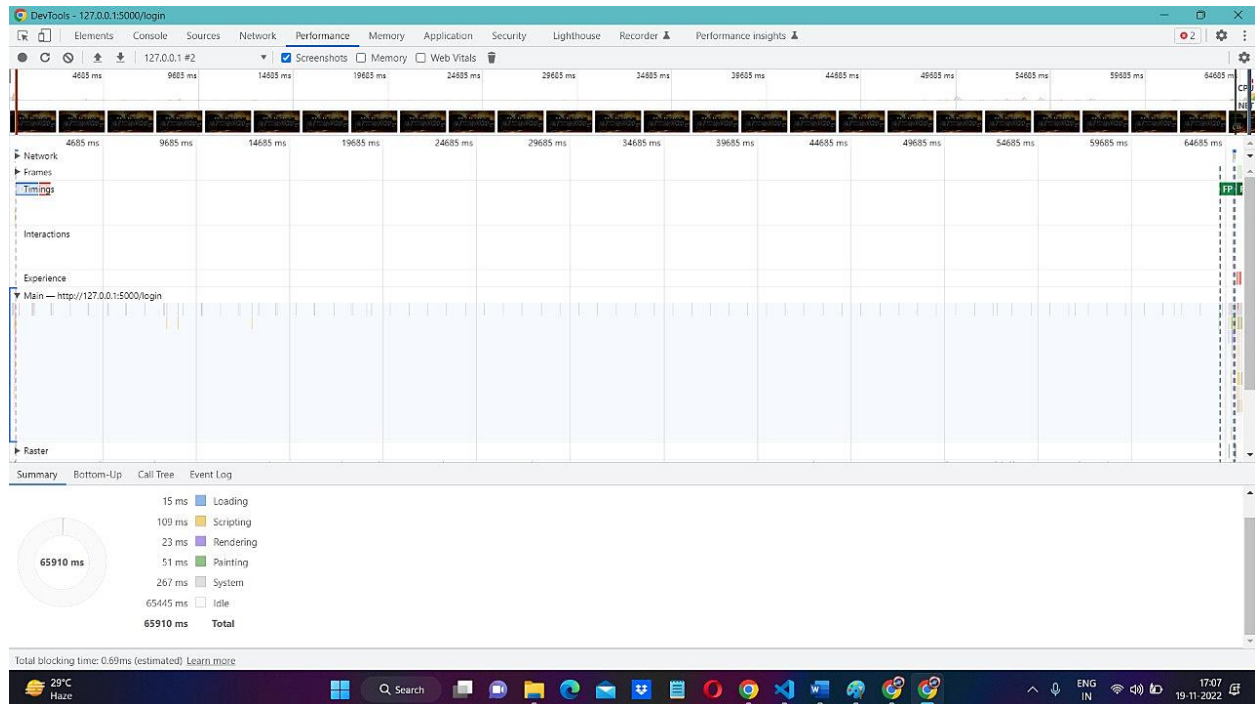 DevTools - 127.0.0.1:5000/login
Elements Console Sources Network Performance Memory Application Security Lighthouse Recorder Performance insights 2
127.0.0.1 #2 Screenshots Memory Web Vitals
4685 ms 9685 ms 14685 ms 19685 ms 24685 ms 29685 ms 34685 ms 39685 ms 44685 ms 49685 ms 54685 ms 59685 ms 64685 m
CPU
NET
4685 ms 9685 ms 14685 ms 19685 ms 24685 ms 29685 ms 34685 ms 39685 ms 44685 ms 49685 ms 54685 ms 59685 ms 64685 ms
Network
Frames
Timings FP F
Interactions
Experience
Main — http://127.0.0.1:5000/login
Raster
Summary Bottom-Up Call Tree Event Log
15 ms Loading
109 ms Scripting
23 ms Rendering
65910 ms 51 ms Painting
267 ms System
65445 ms Idle
65910 ms Total
Total blocking time: 0.69ms (estimated) Learn more
29°C
Haze
Search
ENG
IN
17:07
19-11-2022